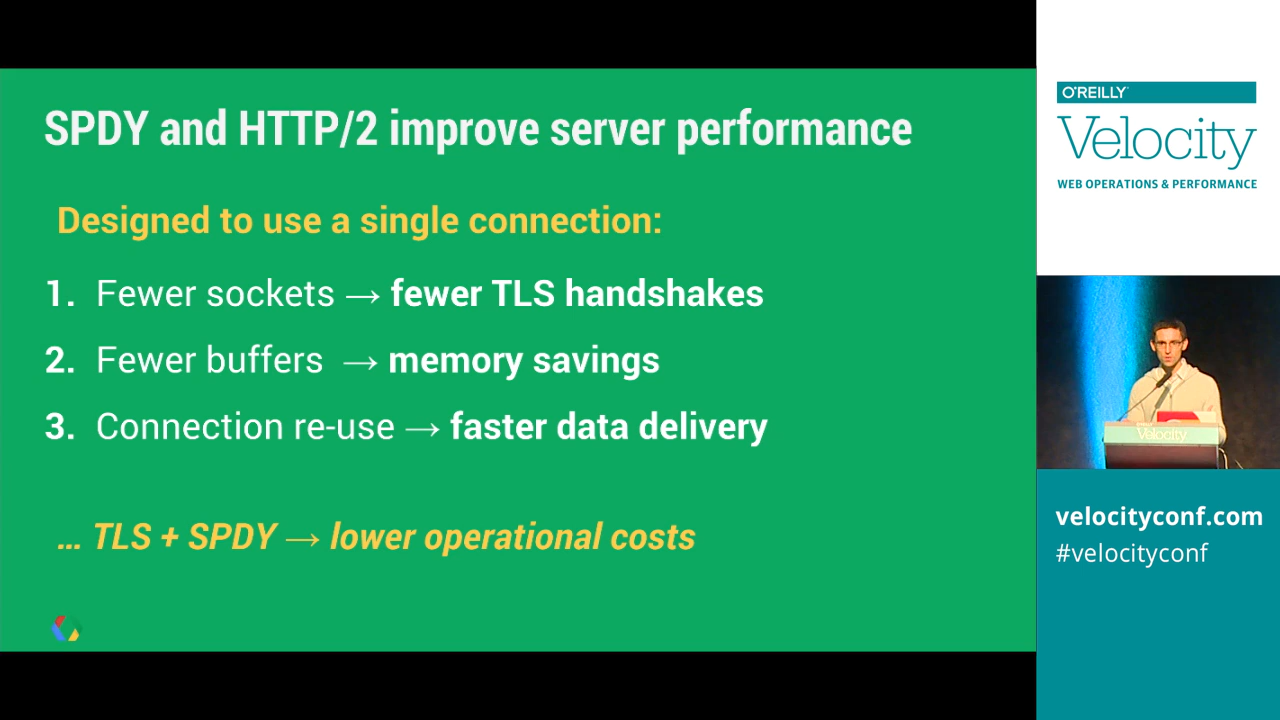 SPDY and HTTP/2 improve server performance
Designed to use a single connection:
1. Fewer sockets → fewer TLS handshakes
2. Fewer buffers → memory savings
3. Connection re-use → faster data delivery
... TLS + SPDY → lower operational costs
O'REILLY
Velocity
WEB OPERATIONS & PERFORMANCE
Velocity
velocityconf.com
#velocityconf